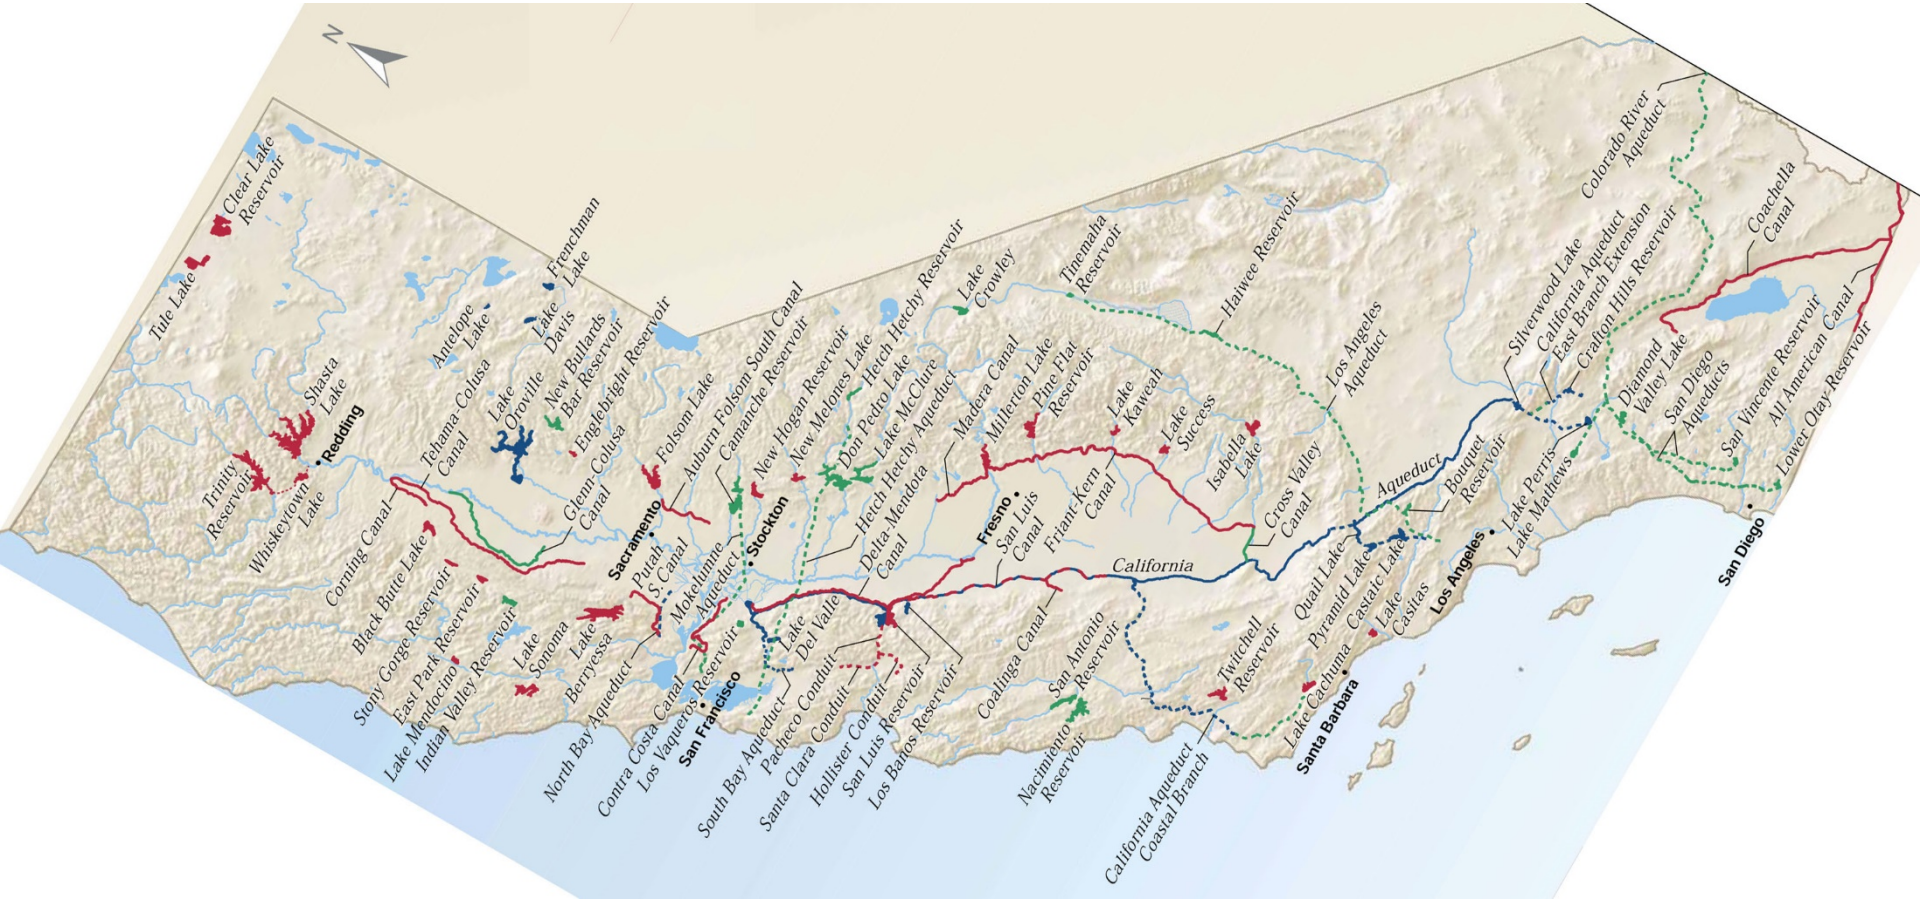 N
Clear Lake
Reservoir
Tule Lake
Shasta
Lake
Redding
Trinity
Reservoir
Whiskeytown
Lake
Antelope
Lake
Frenchman
Lake
Lake
Davis
Tehama-Colusa
Canal
Lake
Oroville
New Bullards
Bar Reservoir
Englebright Reservoir
Corning Canal
Glenn-Colusa
Canal
Black Butte Lake
Stony Gorge Reservoir
East Park Reservoir
Lake Mendocino
Indian Valley Reservoir
Lake
Sonoma
Lake
Berryessa
Folsom Lake
Auburn Folsom South Canal
Camanche Reservoir
New Hogan Reservoir
New Melones Lake
Hetch Hetchy Reservoir
Don Pedro Lake
Lake McClure
Hetch Hetchy Aqueduct
Delta-Mendota
Canal
Sacramento
Putah
S. Canal
Mokelumne
Aqueduct
Stockton
North Bay Aqueduct
Contra Costa Canal
Los Vaqueros Reservoir
San Francisco
South Bay Aqueduct
Lake
Del Valle
Pacheco Conduit
Santa Clara Conduit
Hollister Conduit
San Luis Reservoir
Los Banos Reservoir
Lake
Crowley
Tinemaha
Reservoir
Haiwee Reservoir
Madera Canal
Millerton Lake
Pine Flat
Reservoir
Lake
Kaweah
Lake
Success
Isabella
Lake
Fresno
San Luis
Canal
Friant-Kern
Canal
Cross Valley
Canal
Los Angeles
Aqueduct
California
Aqueduct
Coalinga Canal
San Antonio
Reservoir
Nacimiento
Reservoir
California Aqueduct
Coastal Branch
Twitchell
Reservoir
Lake Cachuma
Santa Barbara
Quail Lake
Pyramid Lake
Castaic Lake
Lake
Casitas
Bouquet
Reservoir
Los Angeles
Lake Perris
Lake Mathews
Silverwood Lake
California Aqueduct
East Branch Extension
Crafton Hills Reservoir
Colorado River
Aqueduct
Coachella
Canal
Diamond
Valley Lake
San Diego
Aqueducts
San Vincente Reservoir
All American Canal
Lower Otay Reservoir
San Diego